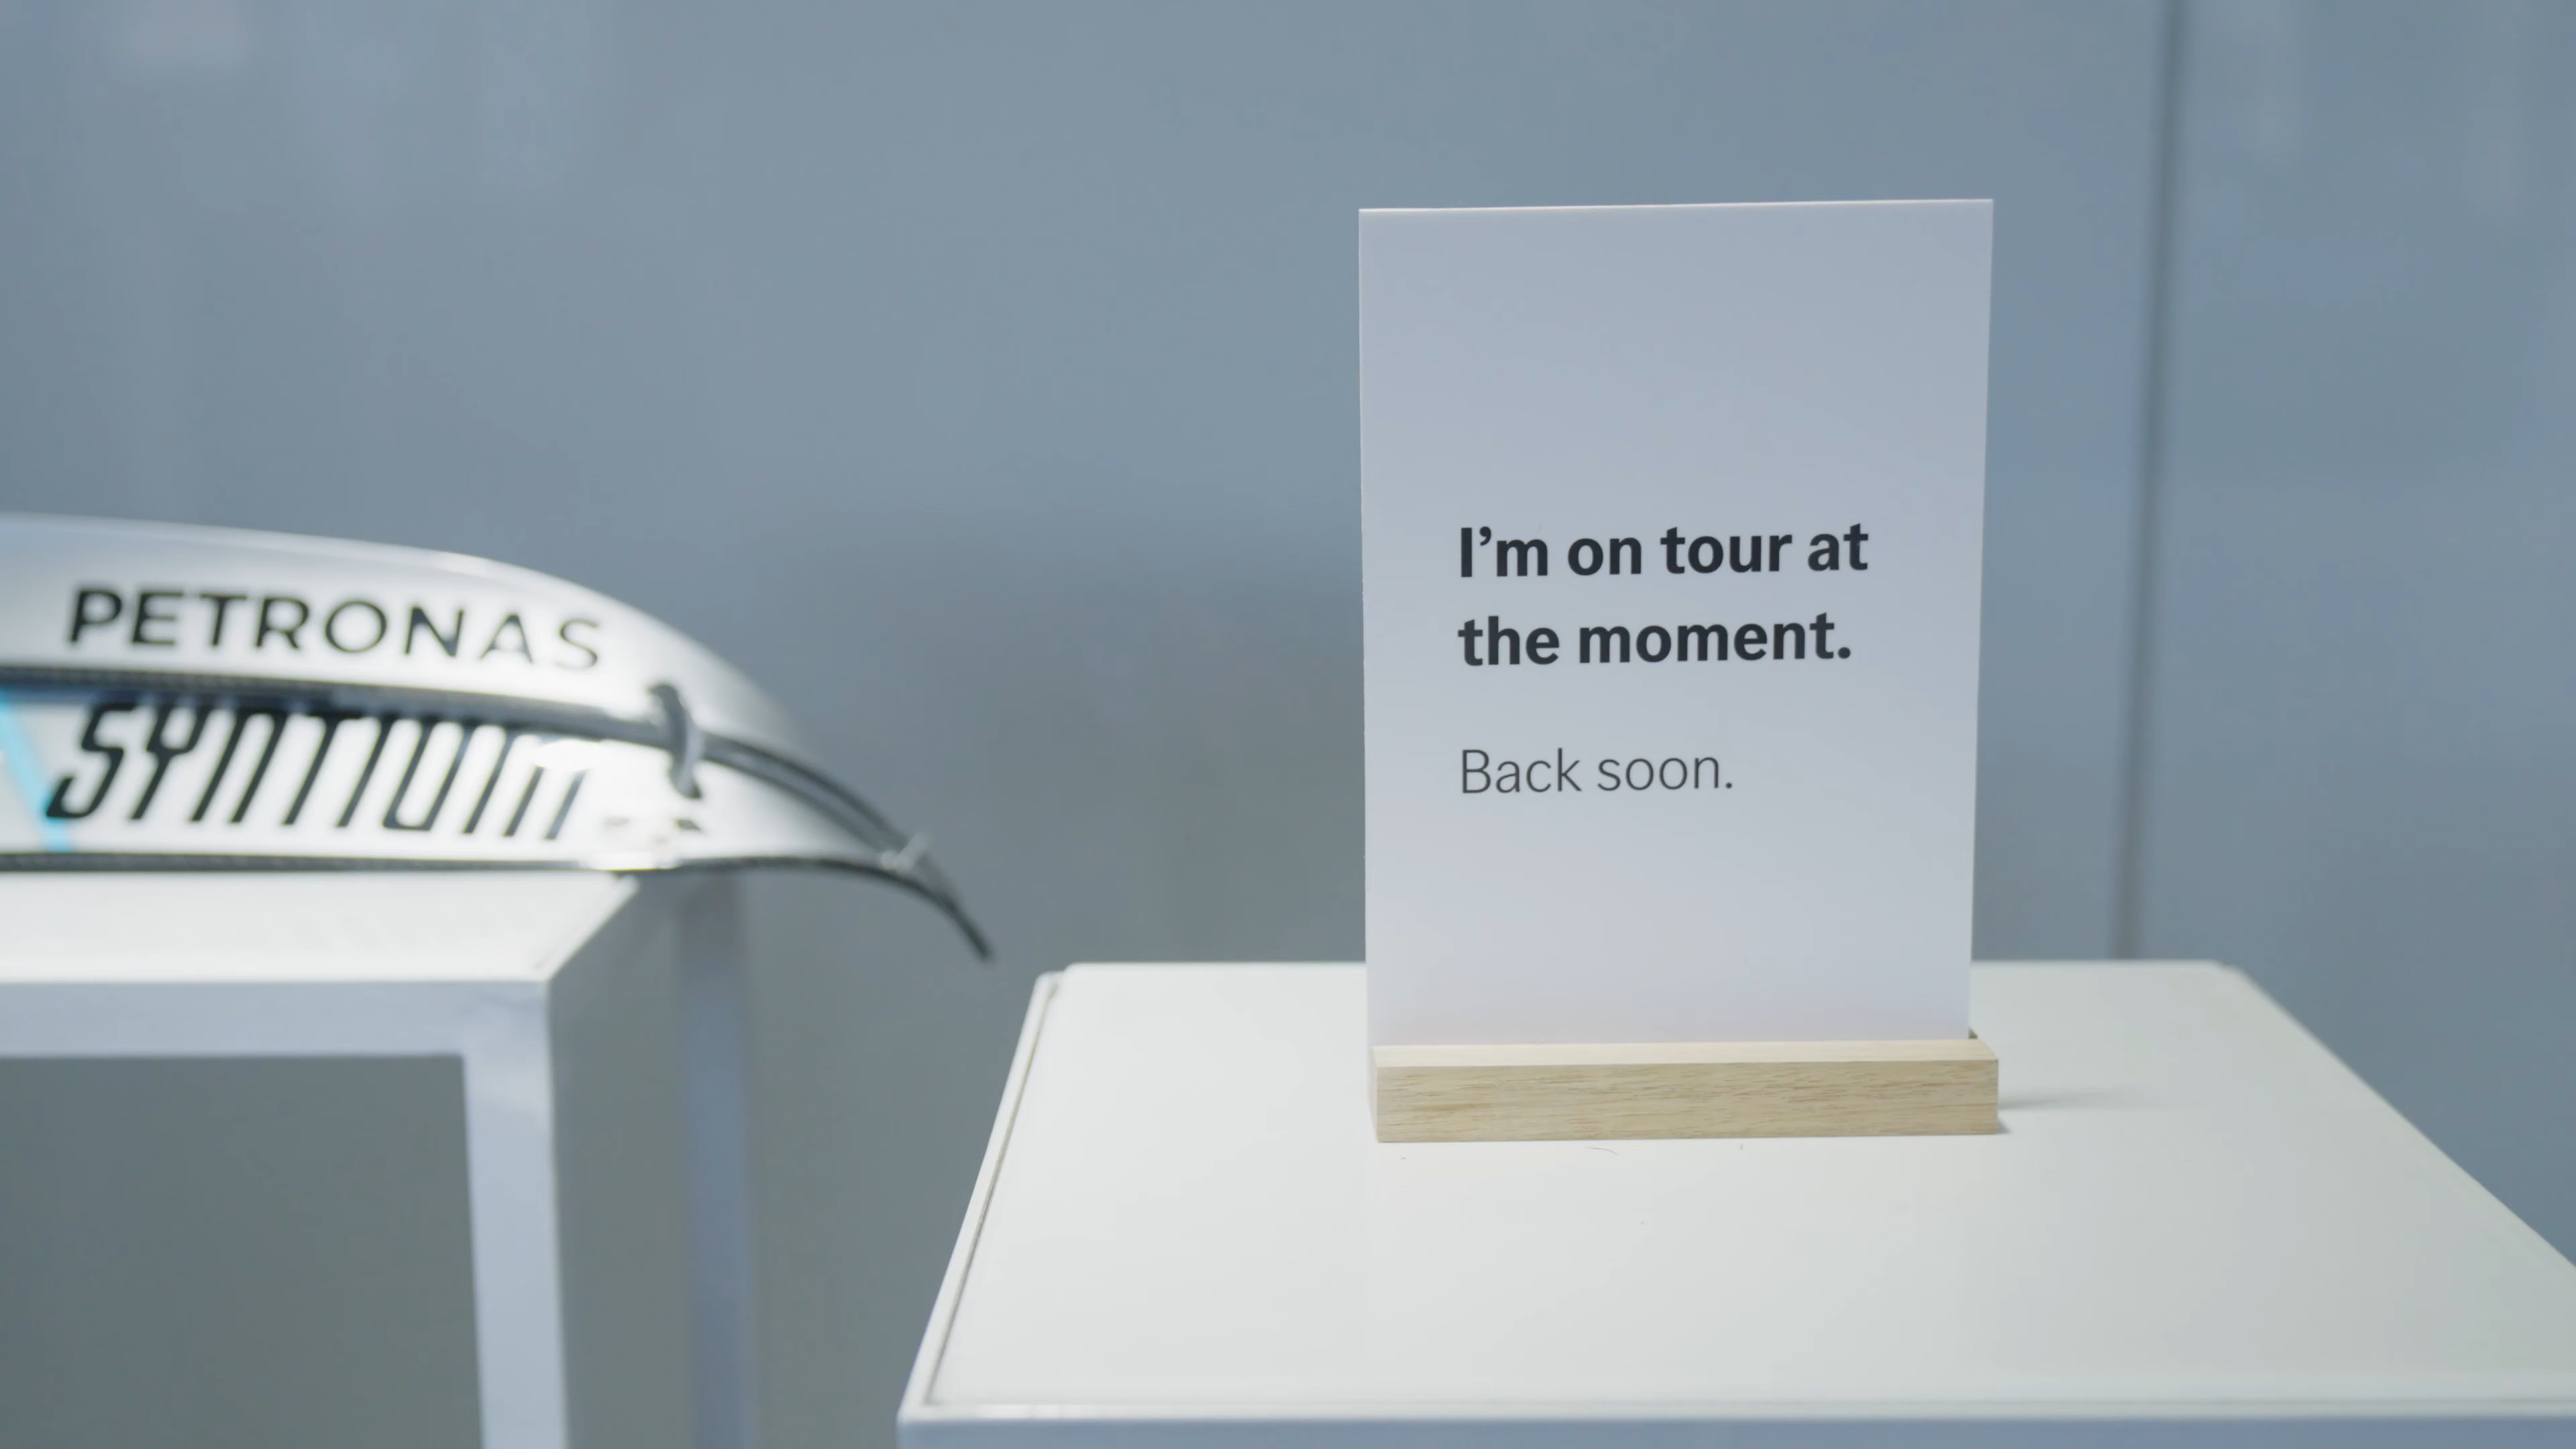 PETRONAS
SYNTIUM
I’m on tour at
the moment.
Back soon.